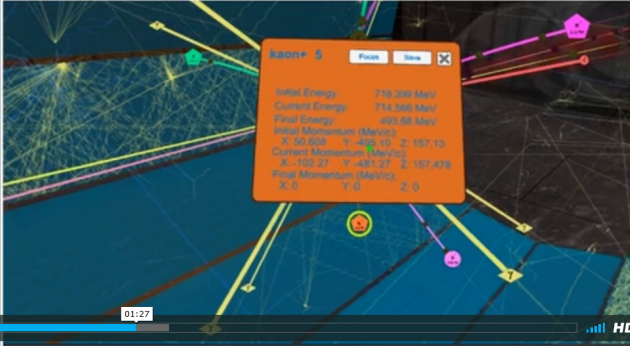 kaon+ 5
Focus Save
Initial Energy: 718.399 MeV
Current Energy: 714.588 MeV
Final Energy: 493.68 MeV
Initial Momentum (MeV/c):
X: 50.608 Y: -495.10 Z: 157.13
Current Momentum (MeV/c):
X: -102.27 Y: -481.27 Z: 157.478
Final Momentum (MeV/c):
X: 0 Y: 0 Z: 0
01:27
HD